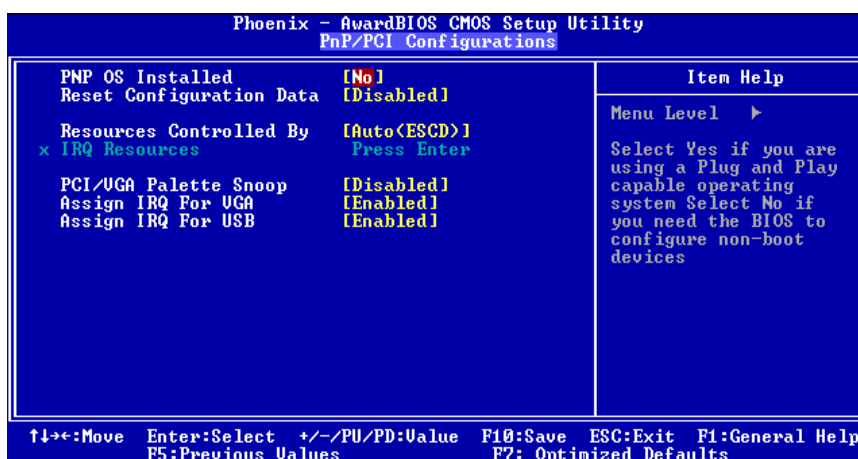 Phoenix - AwardBIOS CMOS Setup Utility
PnP/PCI Configurations
PNP OS Installed [No]
Reset Configuration Data [Disabled]
Resources Controlled By [Auto(ESCD)]
x IRQ Resources Press Enter
PCI/VGA Palette Snoop [Disabled]
Assign IRQ For VGA [Enabled]
Assign IRQ For USB [Enabled]
Item Help
Menu Level ►
Select Yes if you are
using a Plug and Play
capable operating
system Select No if
you need the BIOS to
configure non-boot
devices
↑↓→←:Move Enter:Select +/-/PU/PD:Value F10:Save ESC:Exit F1:General Help
F5:Previous Values F7: Optimized Defaults